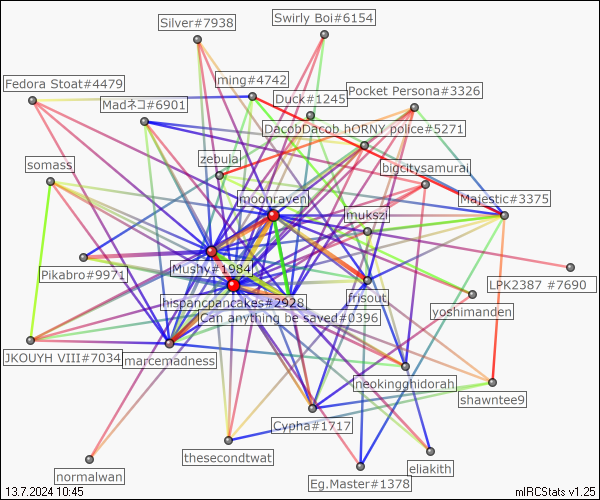 Silver#7938
Swirly Boi#6154
Fedora Stoat#4479
ming#4742
Pocket Persona#3326
Madネコ#6901
Duck#1245
DacobDacob hORNY police#5271
zebula
bigcitysamurai
somass
moonraven
Majestic#3375
mukszi
Pikabro#9971
Mushy#1984
LPK2387 #7690
hispancpancakes#2928
frisout
yoshimanden
Can anything be saved#0396
JKOUYH VIII#7034
marcemadness
neokingghidorah
shawntee9
Cypha#1717
thesecondtwat
eliakith
normalwan
Eg.Master#1378
13.7.2024 10:45
mIRCStats v1.25